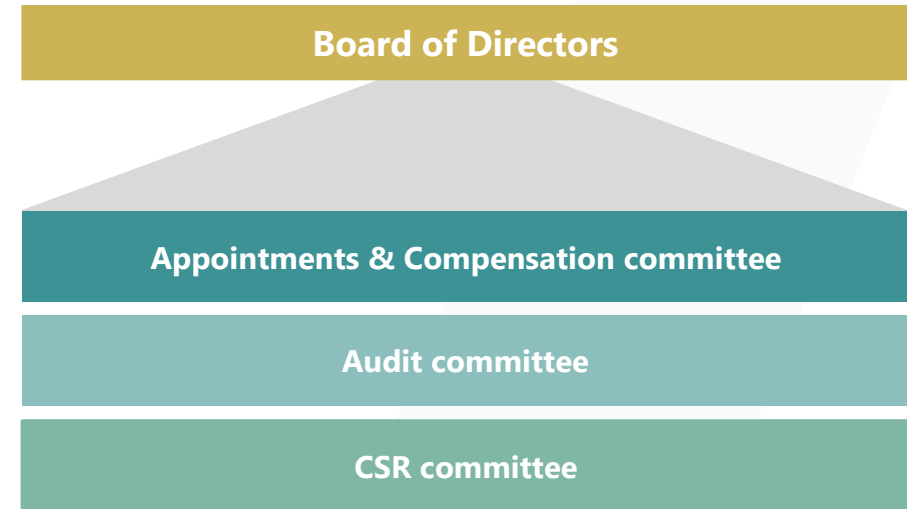 Board of Directors
Appointments & Compensation committee
Audit committee
CSR committee